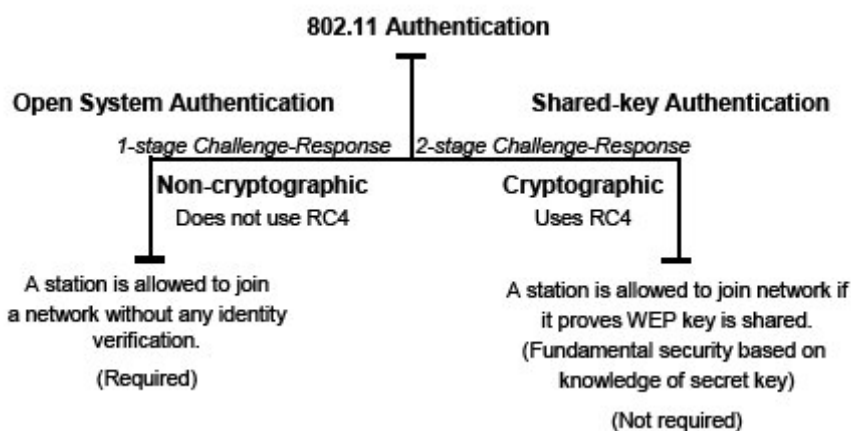 802.11 Authentication
Open System Authentication
Shared-key Authentication
1-stage Challenge-Response
2-stage Challenge-Response
Non-cryptographic
Does not use RC4
Cryptographic
Uses RC4
A station is allowed to join
a network without any identity
verification.
(Required)
A station is allowed to join network if
it proves WEP key is shared.
(Fundamental security based on
knowledge of secret key)
(Not required)